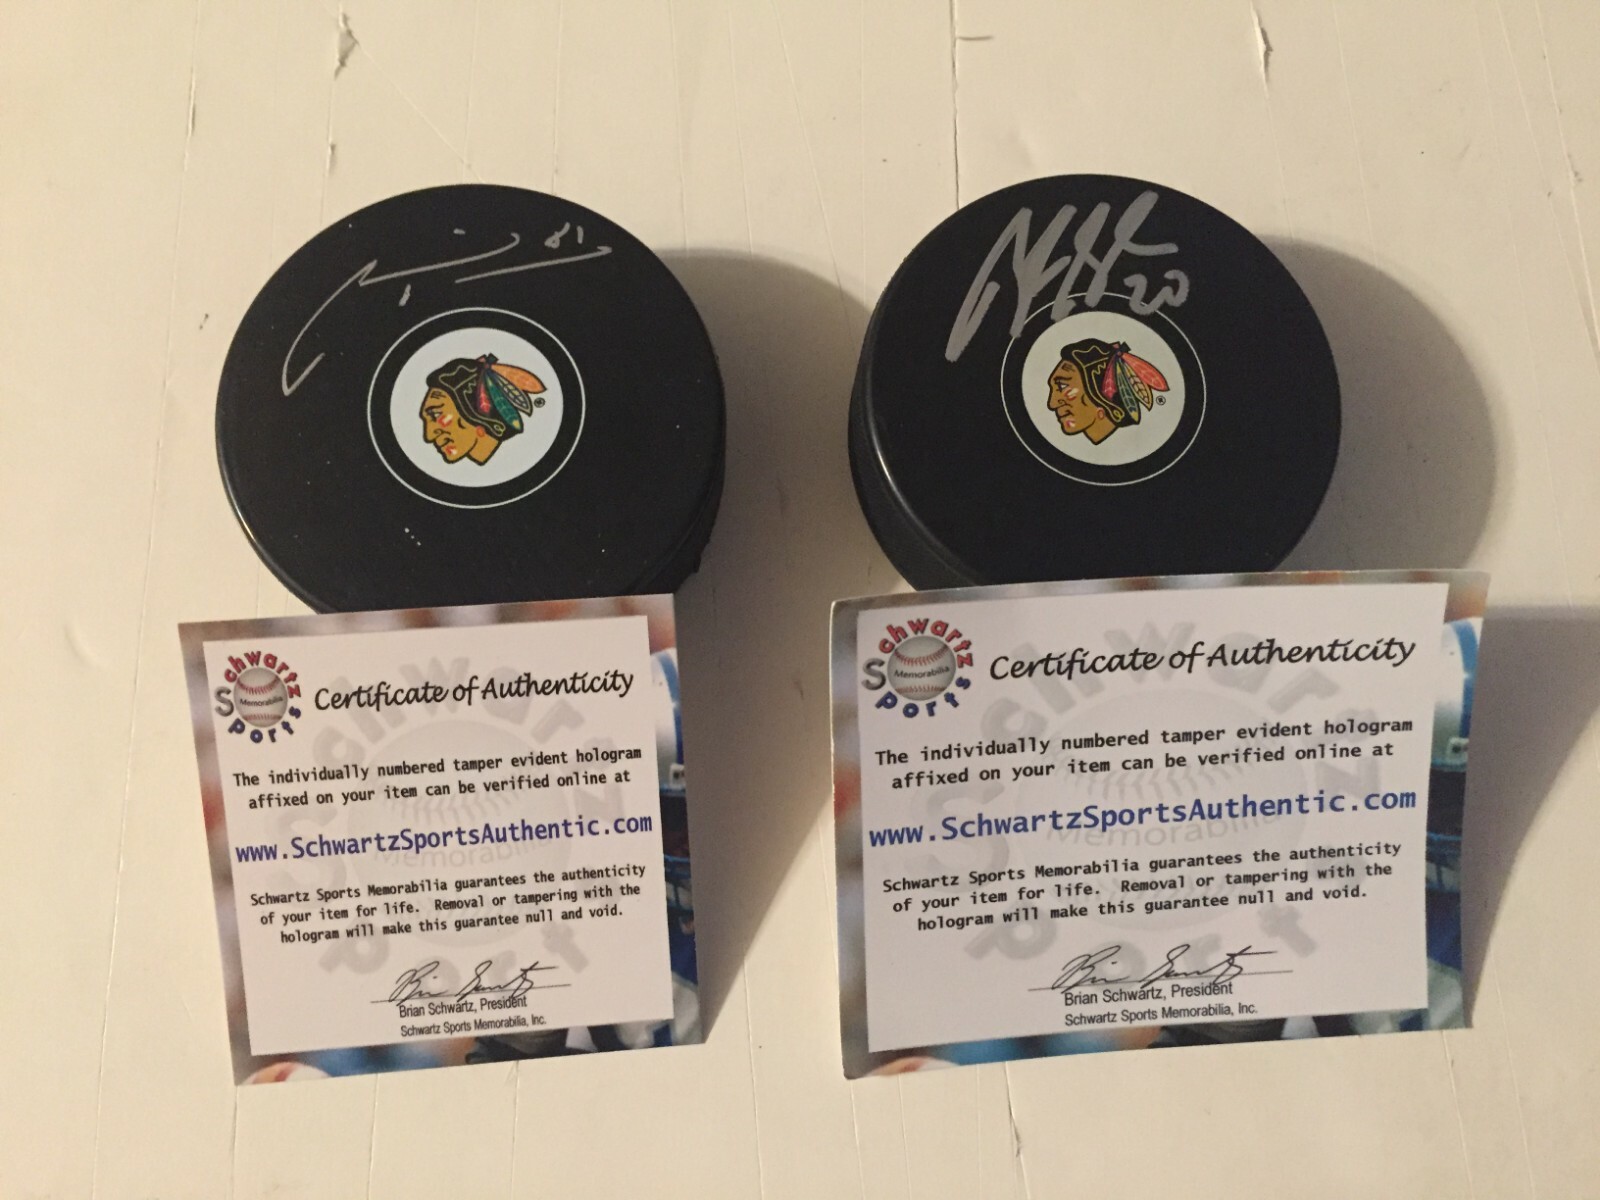 81
20
Schwartz
Memorabilia
Sports
Certificate of Authenticity
The individually numbered tamper evident hologram
affixed on your item can be verified online at
www.SchwartzSportsAuthentic.com
Schwartz Sports Memorabilia guarantees the authenticity
of your item for life. Removal or tampering with the
hologram will make this guarantee null and void.
Brian Schwartz, President
Schwartz Sports Memorabilia, Inc.
Schwartz
Memorabilia
Sports
Certificate of Authenticity
The individually numbered tamper evident hologram
affixed on your item can be verified online at
www.SchwartzSportsAuthentic.com
Schwartz Sports Memorabilia guarantees the authenticity
of your item for life. Removal or tampering with the
hologram will make this guarantee null and void.
Brian Schwartz, President
Schwartz Sports Memorabilia, Inc.